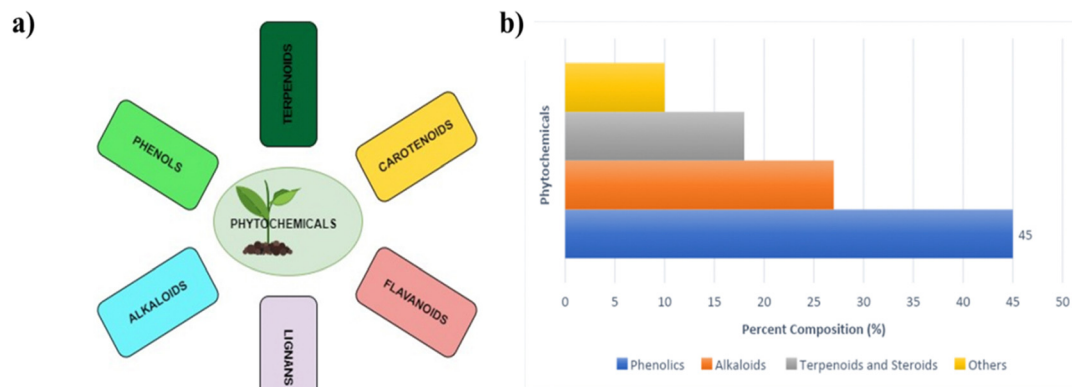 a)
TERPENOIDS
PHENOLS
CAROTENOIDS
PHYTOCHEMICALS
ALKALOIDS
FLAVANOIDS
LIGNANS
b)
Phytochemicals
45
0 5 10 15 20 25 30 35 40 45 50
Percent Composition (%)
Phenolics Alkaloids Terpenoids and Steroids Others